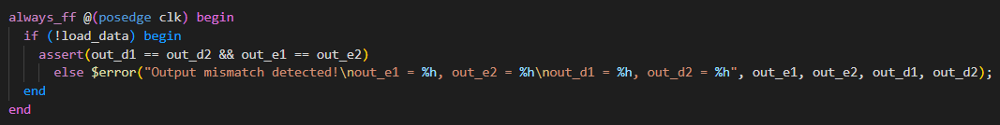 always_ff @(posedge clk) begin
  if (!load_data) begin
    assert(out_d1 == out_d2 && out_e1 == out_e2)
      else $error("Output mismatch detected!\nout_e1 = %h, out_e2 = %h\nout_d1 = %h, out_d2 = %h", out_e1, out_e2, out_d1, out_d2);
  end
end